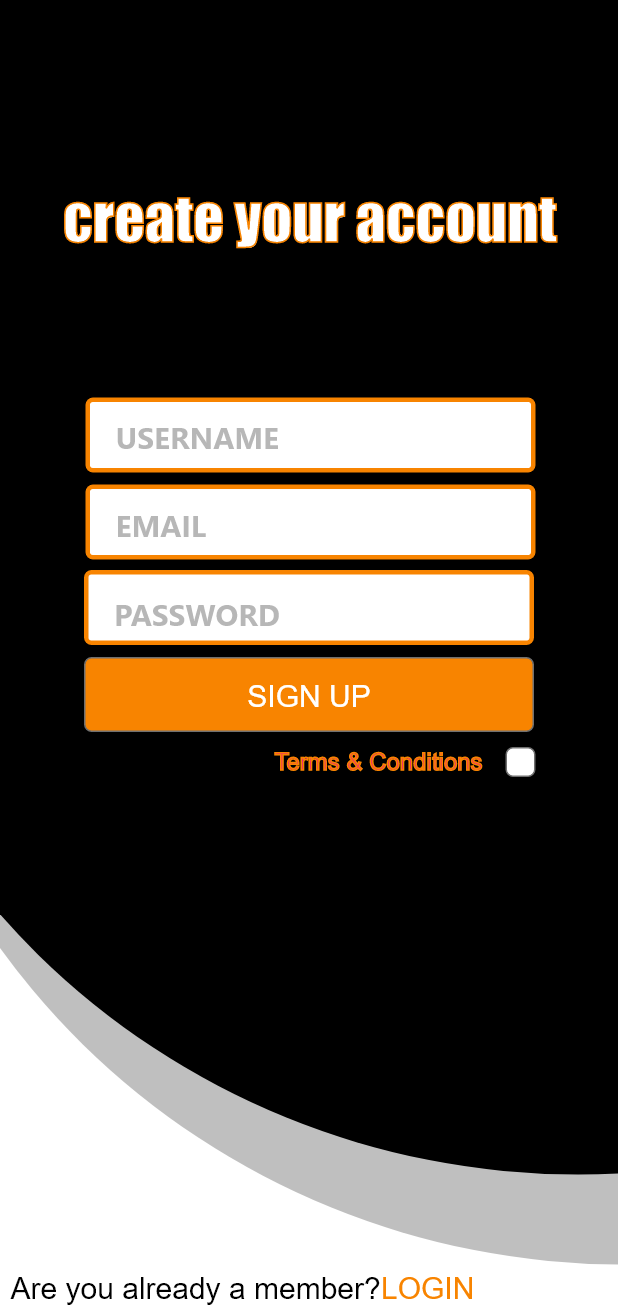 create your account
USERNAME
EMAIL
PASSWORD
SIGN UP
Terms & Conditions
Are you already a member?LOGIN